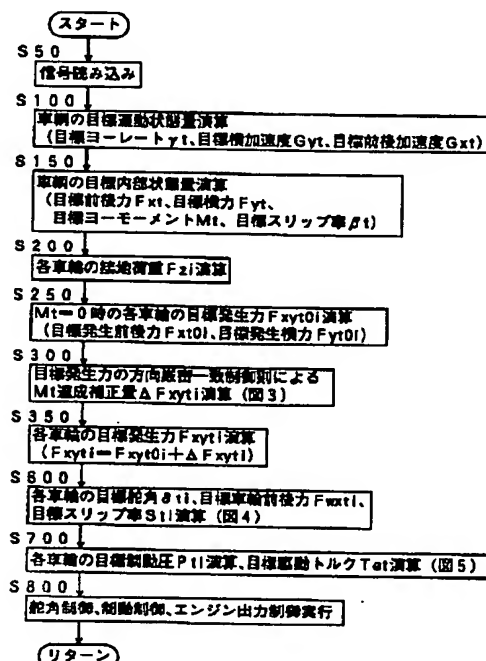 スタート
S50
信号読み込み
S100
車輌の目標運動状態量演算
(目標ヨーレートγt、目標横加速度Gyt、目標前後加速度Gxt)
S150
車輌の目標内部状態量演算
(目標前後力Fxt、目標横力Fyt、
目標ヨーモーメントMt、目標スリップ率βt)
S200
各車輪の接地荷重Fzi演算
S250
Mt=0時の各車輪の目標発生力Fxyt0i演算
(目標発生前後力Fxt0i、目標発生横力Fyt0i)
S300
目標発生力の方向厳密一致制御則による
Mt達成補正量ΔFxyti演算(図3)
S350
各車輪の目標発生力Fxyti演算
(Fxyti=Fxyt0i+ΔFxyti)
S600
各車輪の目標舵角δti、目標車輪前後力Fwxti、
目標スリップ率Sti演算(図4)
S700
各車輪の目標制動圧Pti演算、目標駆動トルクTet演算(図5)
S800
舵角制御、制動制御、エンジン出力制御実行
リターン